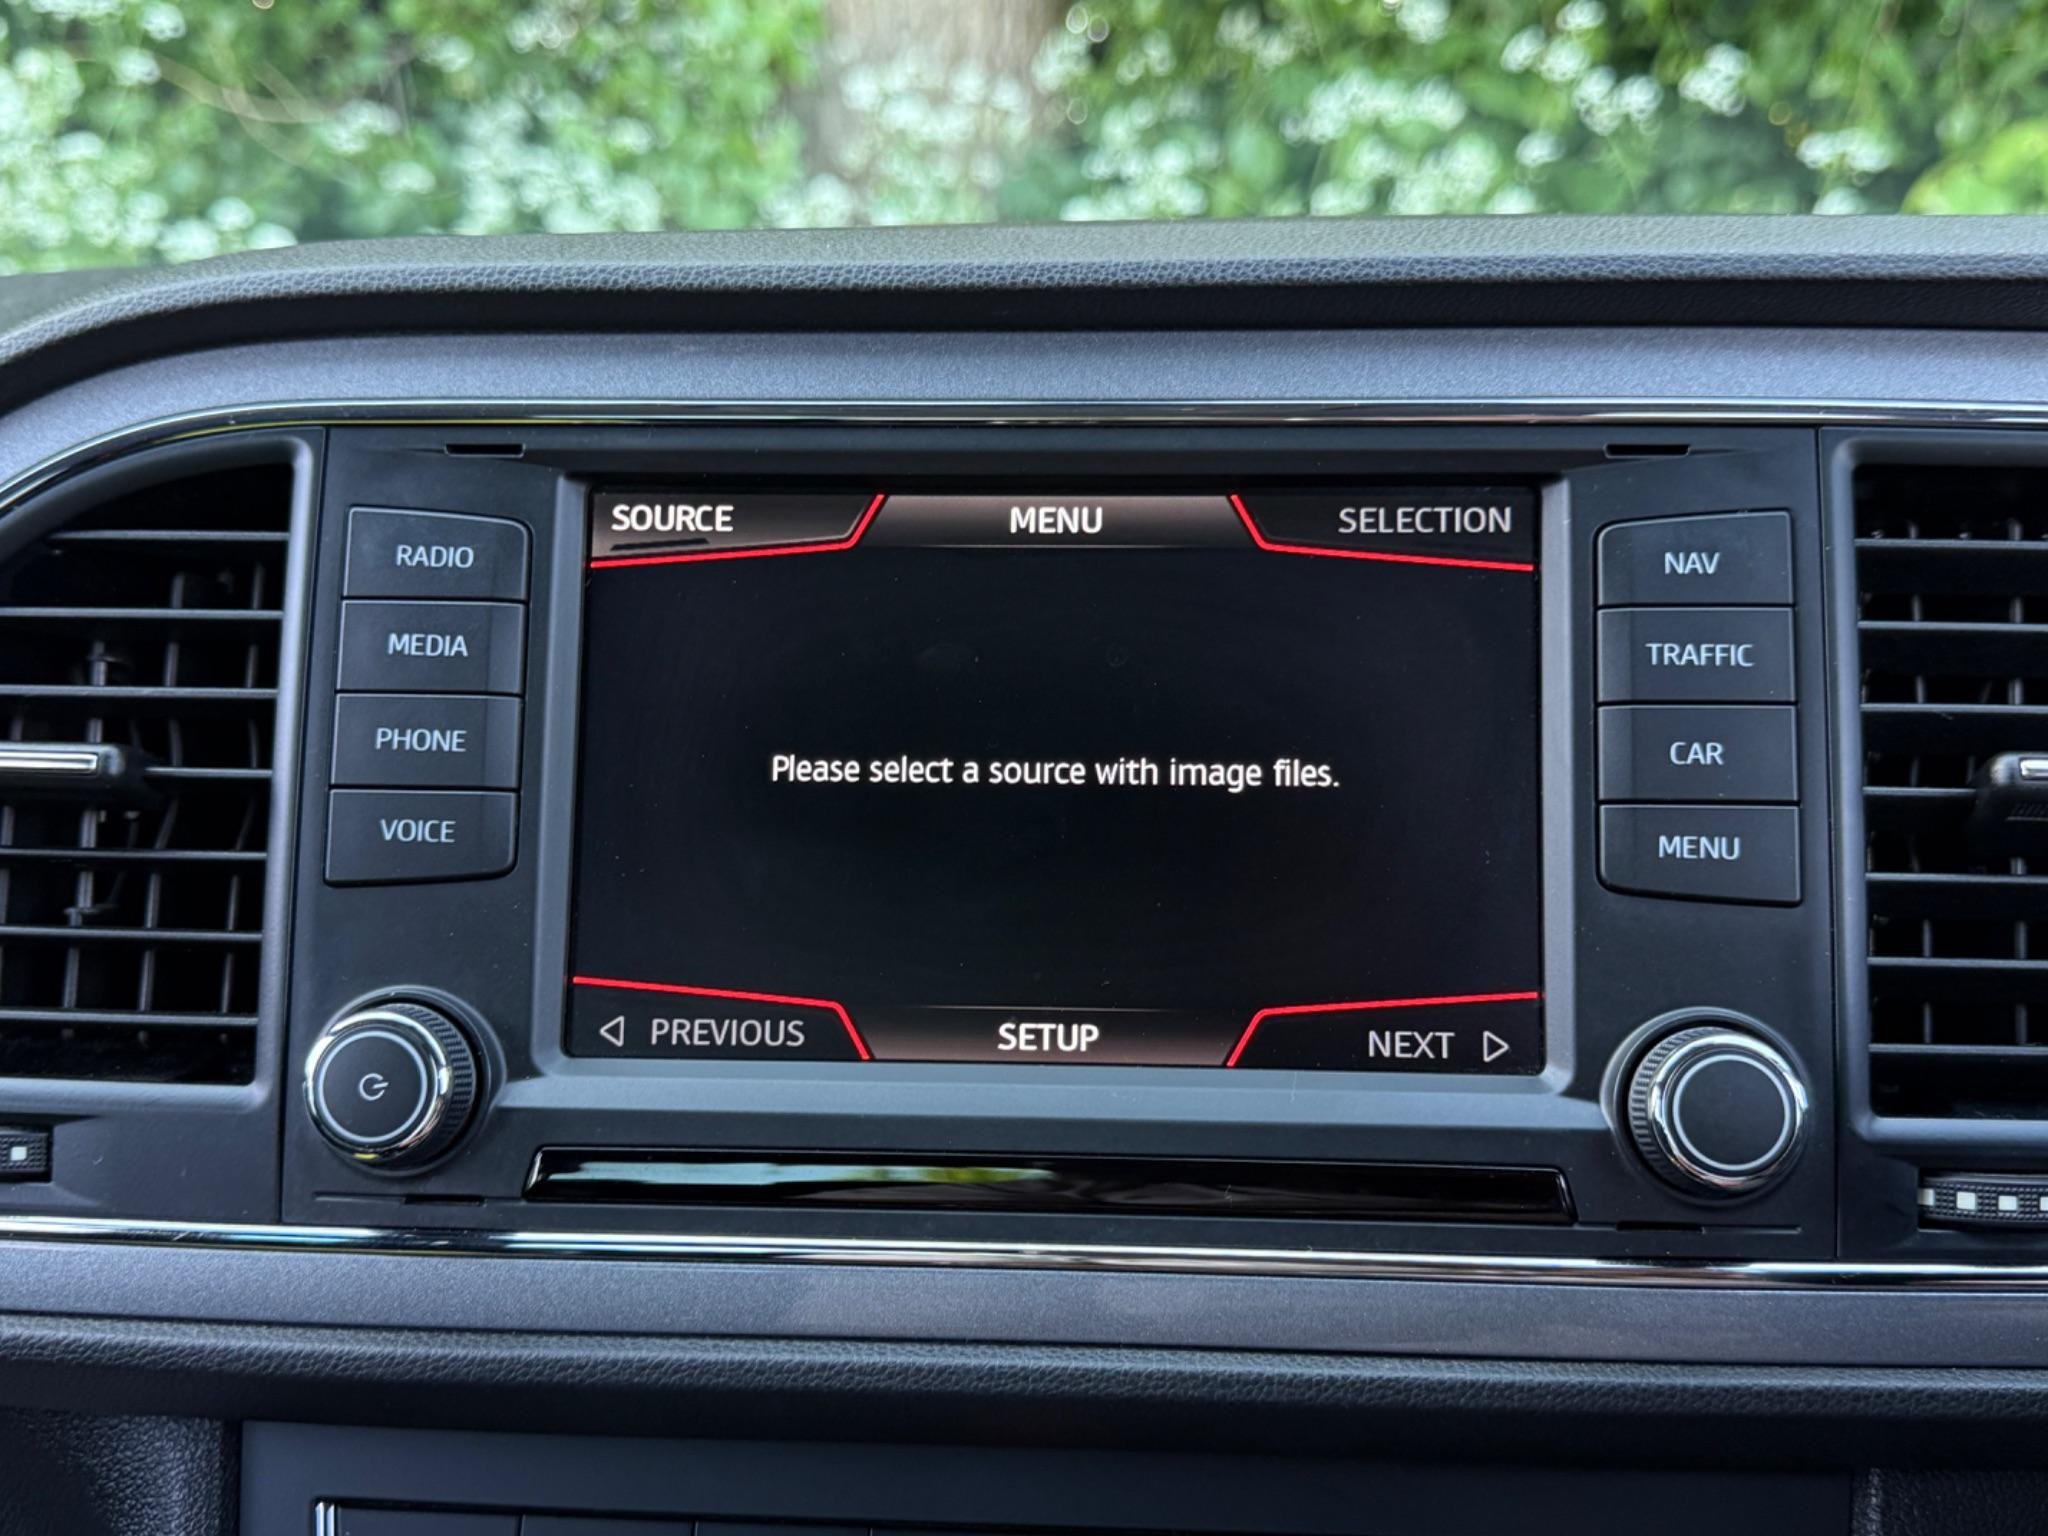 SOURCE MENU SELECTION
RADIO
MEDIA
PHONE
VOICE
Please select a source with image files.
NAV
TRAFFIC
CAR
MENU
PREVIOUS SETUP NEXT